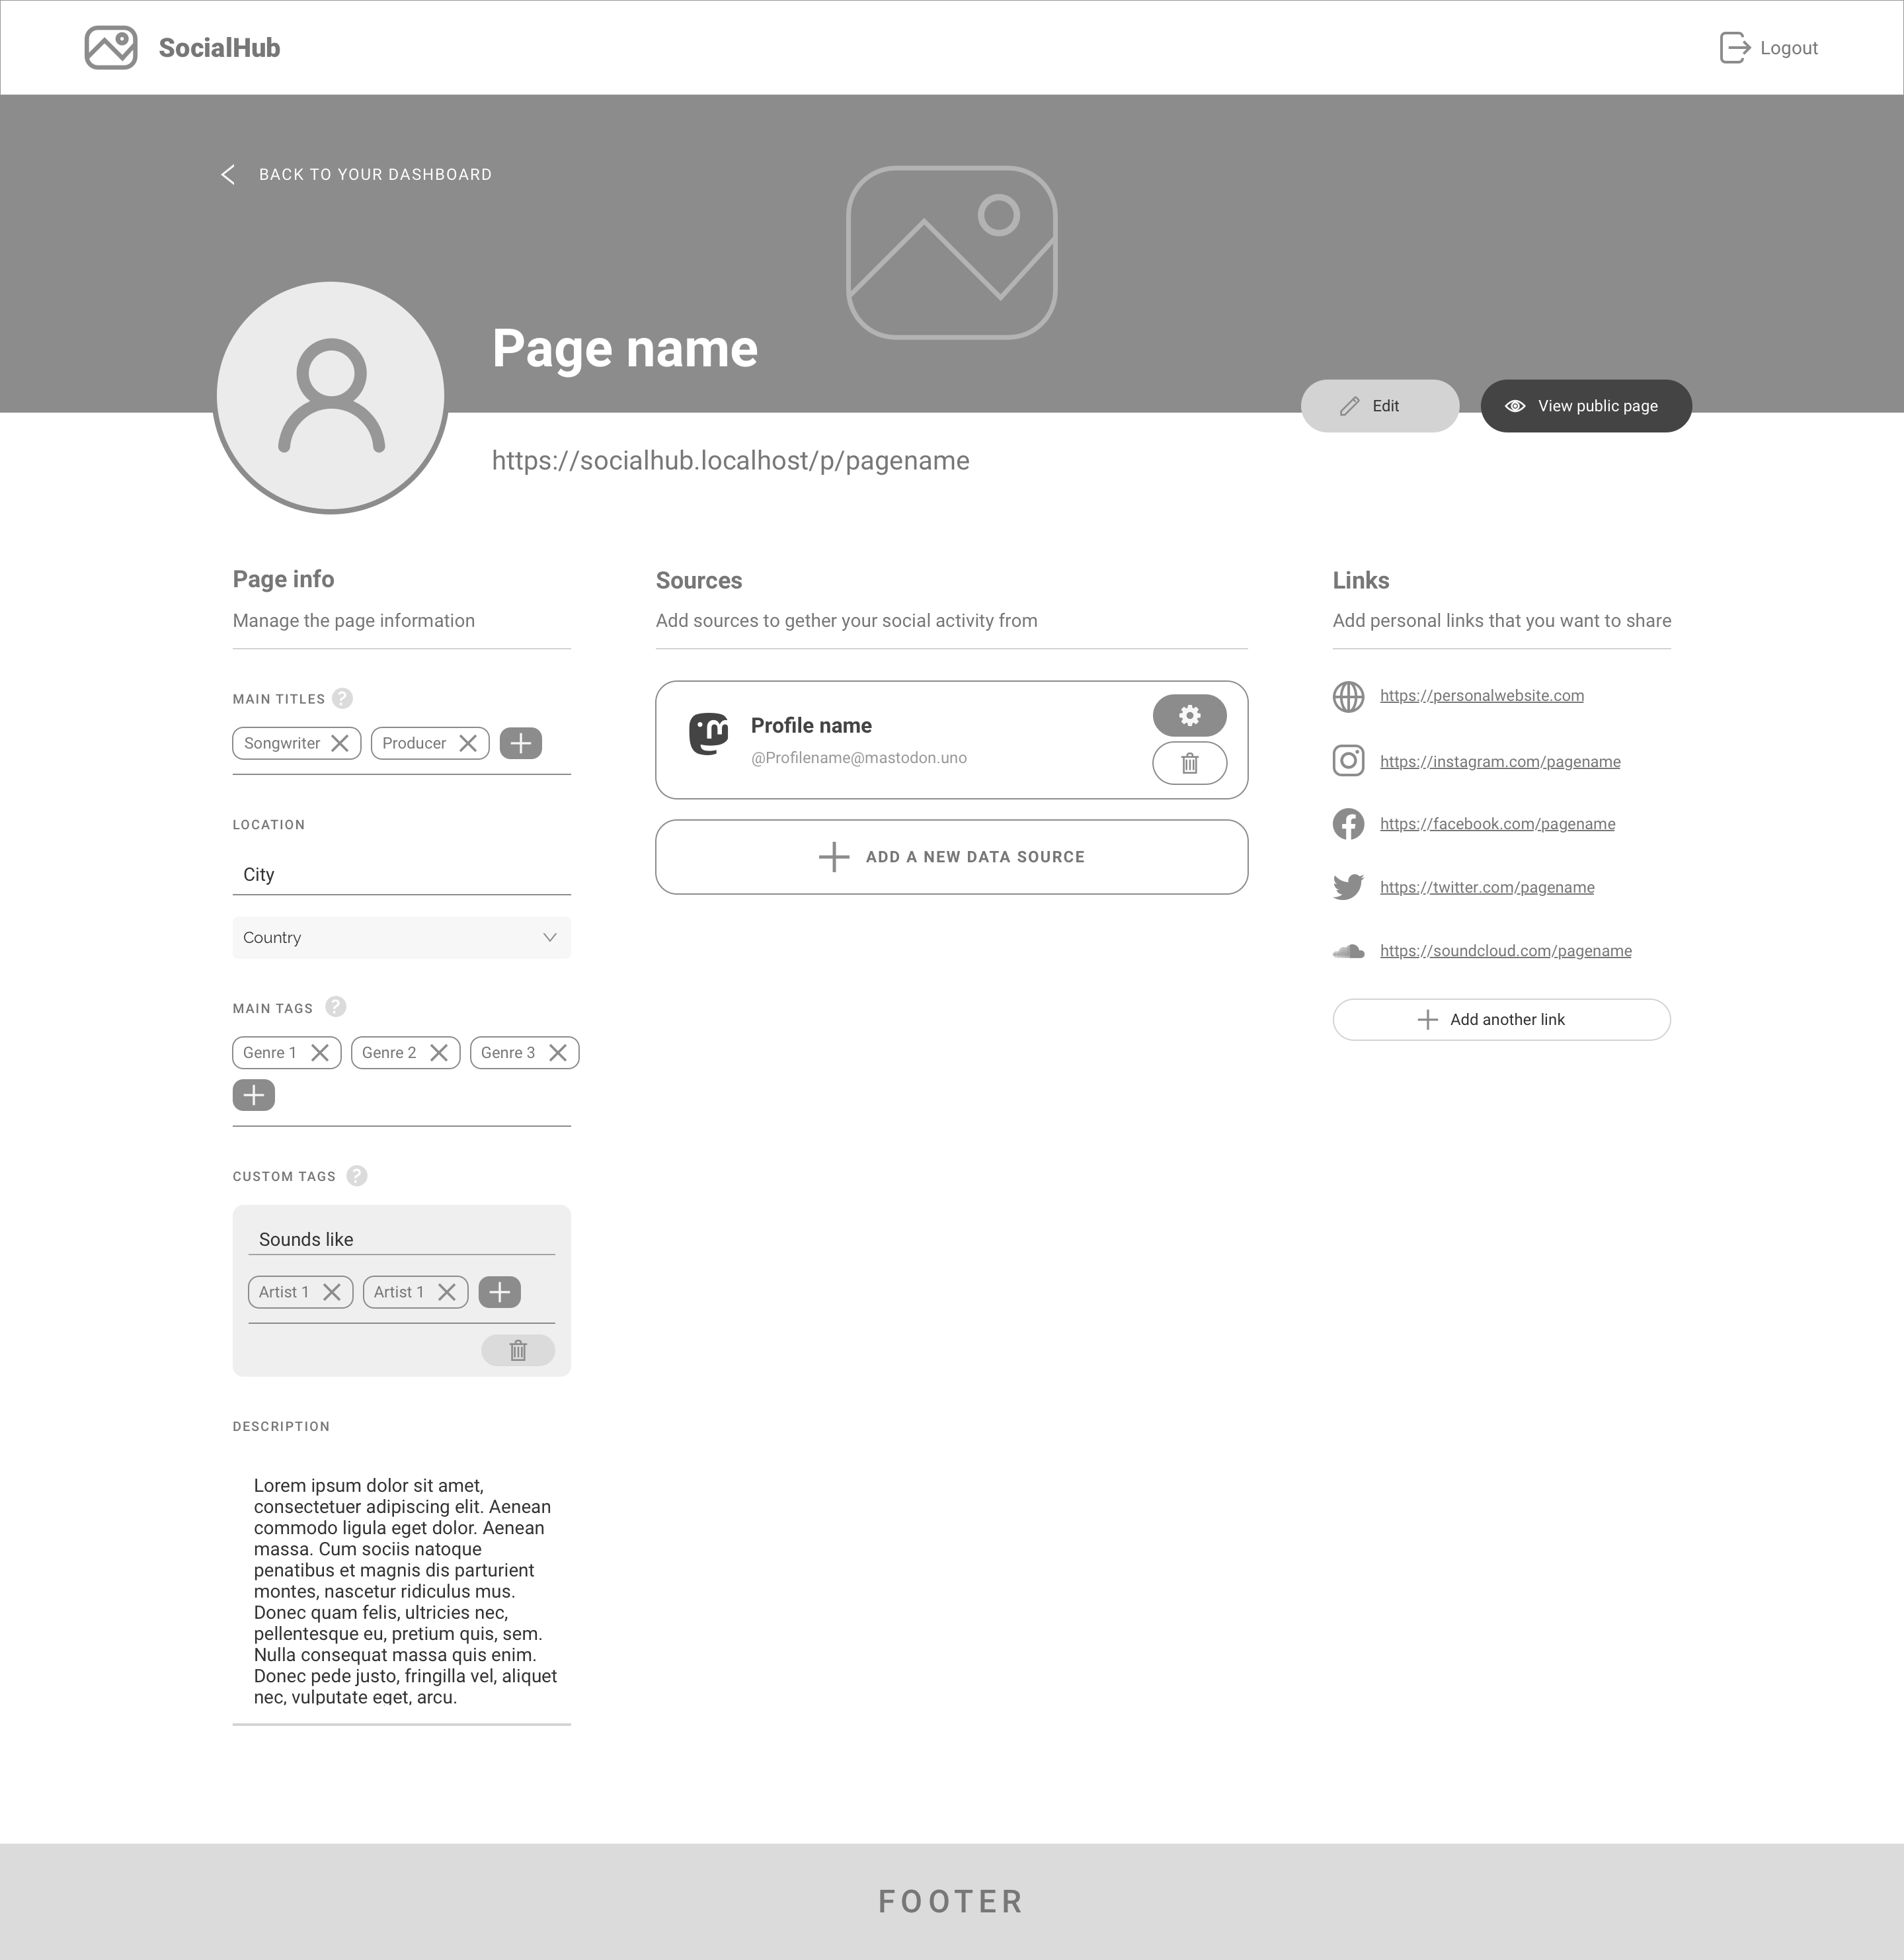 SocialHub
Logout
BACK TO YOUR DASHBOARD
Page name
Edit
View public page
https://socialhub.localhost/p/pagename
Page info
Manage the page information
MAIN TITLES ?
Songwriter
Producer
LOCATION
City
Country
MAIN TAGS ?
Genre 1
Genre 2
Genre 3
CUSTOM TAGS ?
Sounds like
Artist 1
Artist 1
DESCRIPTION
Lorem ipsum dolor sit amet,
consectetuer adipiscing elit. Aenean
commodo ligula eget dolor. Aenean
massa. Cum sociis natoque
penatibus et magnis dis parturient
montes, nascetur ridiculus mus.
Donec quam felis, ultricies nec,
pellentesque eu, pretium quis, sem.
Nulla consequat massa quis enim.
Donec pede justo, fringilla vel, aliquet
nec, vulputate eget, arcu.
Sources
Add sources to gether your social activity from
Profile name
@Profilename@mastodon.uno
ADD A NEW DATA SOURCE
Links
Add personal links that you want to share
https://personalwebsite.com
https://instagram.com/pagename
https://facebook.com/pagename
https://twitter.com/pagename
https://soundcloud.com/pagename
Add another link
FOOTER